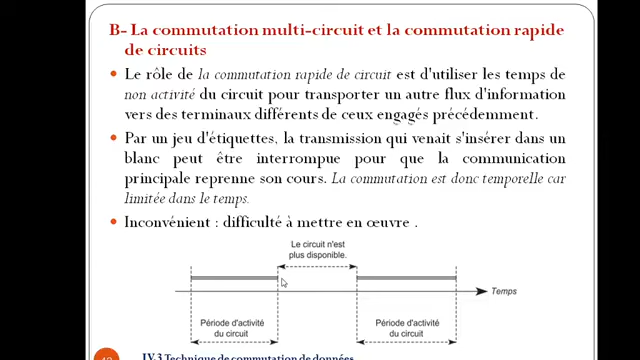 B- La commutation multi-circuit et la commutation rapide
de circuits
• Le rôle de la commutation rapide de circuit est d'utiliser les temps de
non activité du circuit pour transporter un autre flux d'information
vers des terminaux différents de ceux engagés précédemment.
• Par un jeu d'étiquettes, la transmission qui venait s'insérer dans un
blanc peut être interrompue pour que la communication
principale reprenne son cours. La commutation est donc temporelle car
limitée dans le temps.
• Inconvénient : difficulté à mettre en œuvre .
Le circuit n'est
plus disponible.
Temps
Période d'activité
du circuit
Période d'activité
du circuit
IV.3 Technique de commutation de données